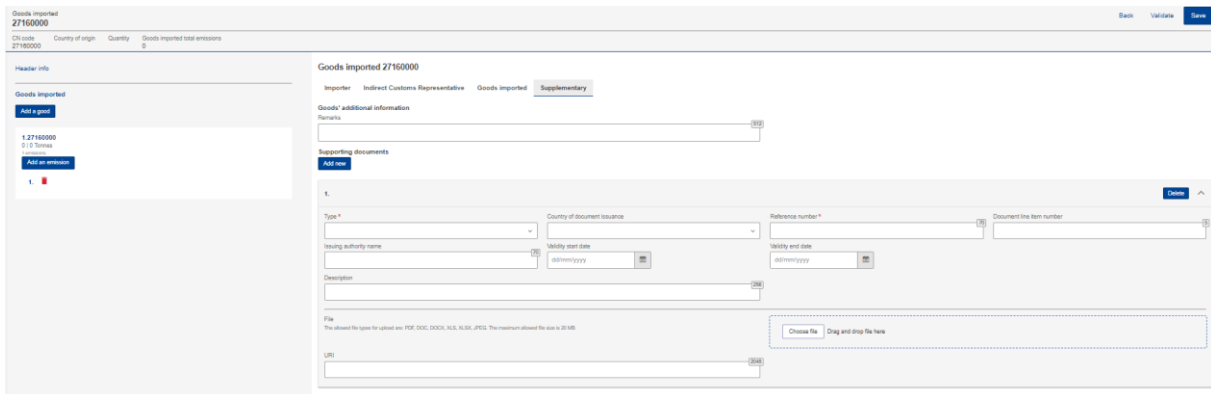 Goods imported
27160000
Back Validate Save
CN code Country of origin Quantity Goods imported total emissions
27160000 0
Header info
Goods imported
Add a good
1.27160000
0 | 0 Tonnes
1 emissions
Add an emission
1.
Goods imported 27160000
Importer Indirect Customs Representative Goods imported Supplementary
Goods' additional information
Remarks
512
Supporting documents
Add new
1. Delete
Type * Country of document issuance Reference number * Document line item number
70 5
Issuing authority name Validity start date Validity end date
70
dd/mm/yyyy dd/mm/yyyy
Description
256
File
The allowed file types for upload are: PDF, DOC, DOCX, XLS, XLSX, JPEG. The maximum allowed file size is 20 MB
Choose file Drag and drop file here
URI
2048